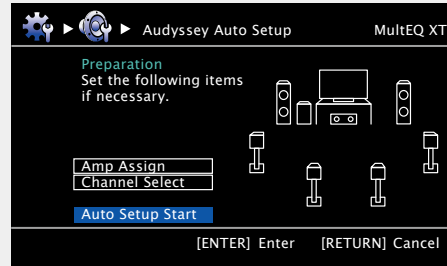 Audyssey Auto Setup MultEQ XT
Preparation
Set the following items
if necessary.
Amp Assign
Channel Select
Auto Setup Start
[ENTER] Enter [RETURN] Cancel